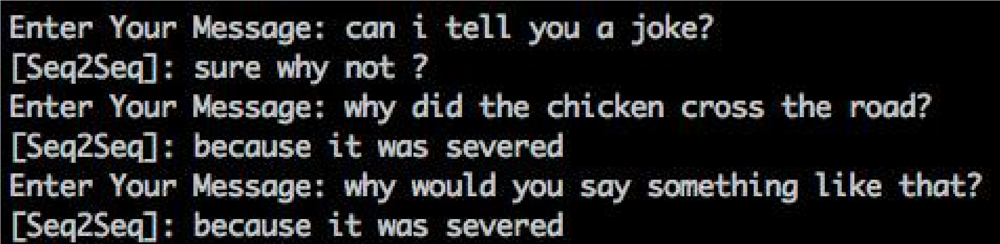 Enter Your Message: can i tell you a joke?
[Seq2Seq]: sure why not ?
Enter Your Message: why did the chicken cross the road?
[Seq2Seq]: because it was severed
Enter Your Message: why would you say something like that?
[Seq2Seq]: because it was severed